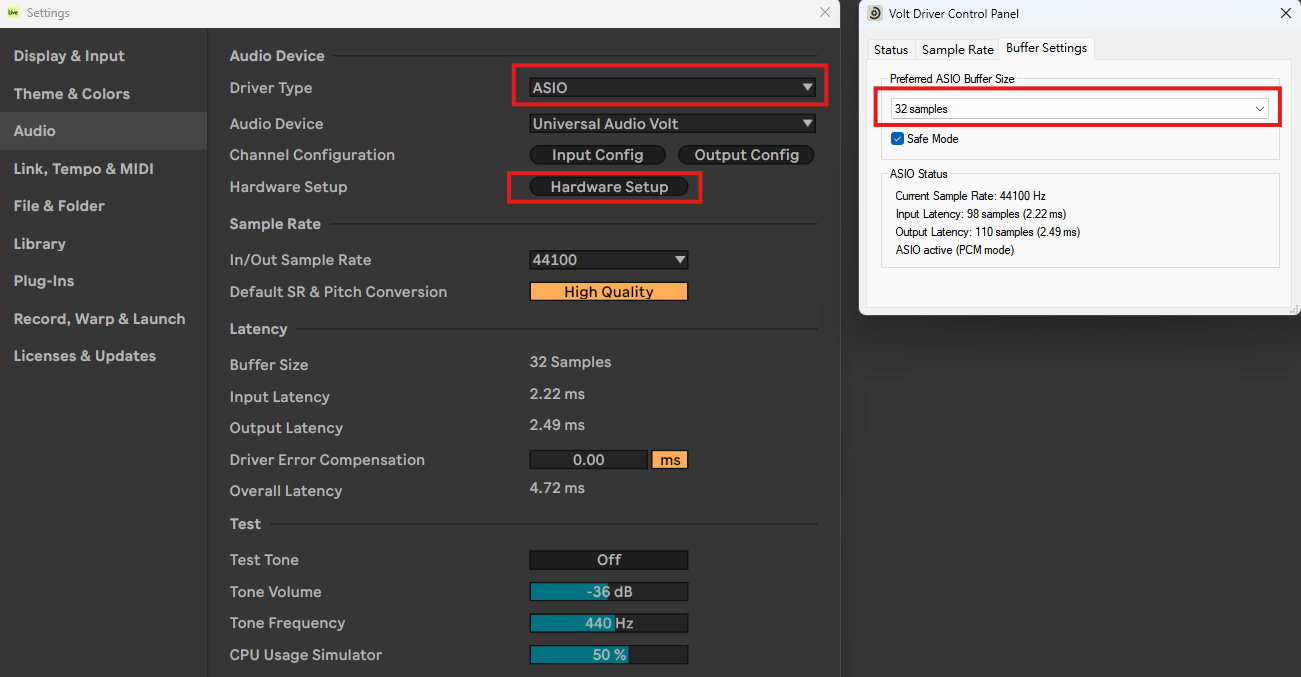 Live Settings
Display & Input
Theme & Colors
Audio
Link, Tempo & MIDI
File & Folder
Library
Plug-Ins
Record, Warp & Launch
Licenses & Updates
Audio Device
Driver Type ASIO
Audio Device Universal Audio Volt
Channel Configuration Input Config Output Config
Hardware Setup Hardware Setup
Sample Rate
In/Out Sample Rate 44100
Default SR & Pitch Conversion High Quality
Latency
Buffer Size 32 Samples
Input Latency 2.22 ms
Output Latency 2.49 ms
Driver Error Compensation 0.00 ms
Overall Latency 4.72 ms
Test
Test Tone Off
Tone Volume -36 dB
Tone Frequency 440 Hz
CPU Usage Simulator 50 %
Volt Driver Control Panel
Status Sample Rate Buffer Settings
Preferred ASIO Buffer Size
32 samples
Safe Mode
ASIO Status
Current Sample Rate: 44100 Hz
Input Latency: 98 samples (2.22 ms)
Output Latency: 110 samples (2.49 ms)
ASIO active (PCM mode)